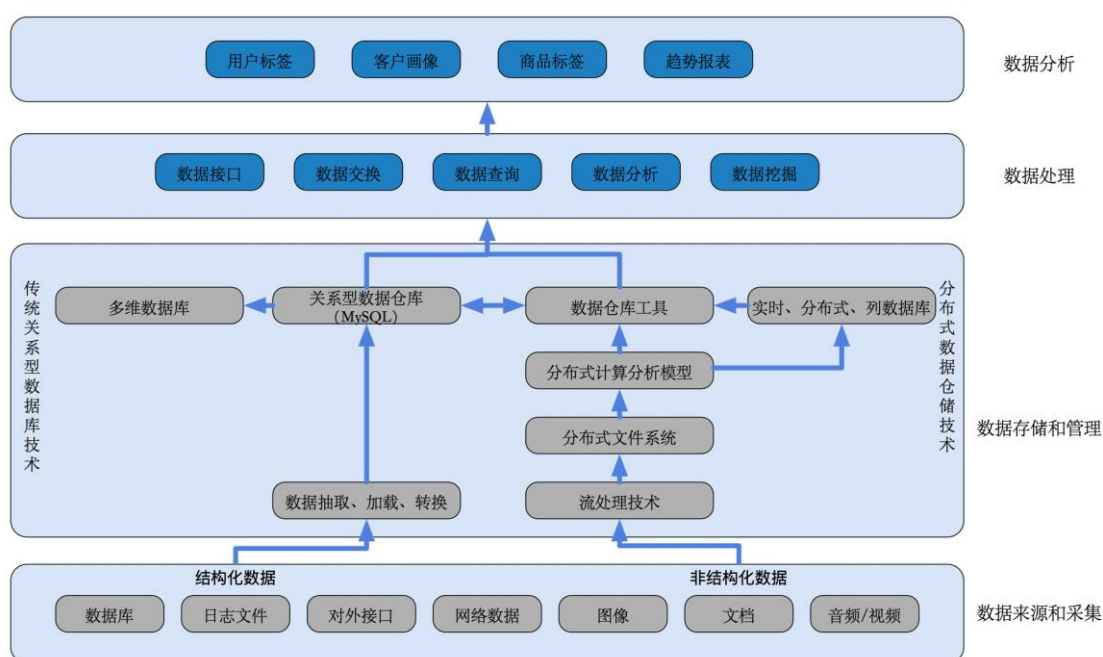 用户标签
客户画像
商品标签
趋势报表
数据分析
数据接口
数据交换
数据查询
数据分析
数据挖掘
数据处理
传统关系型数据库技术
多维数据库
关系型数据仓库
（MySQL）
数据仓库工具
实时、分布式、列数据库
分布式数据仓储技术
分布式计算分析模型
分布式文件系统
数据存储和管理
数据抽取、加载、转换
流处理技术
结构化数据
非结构化数据
数据库
日志文件
对外接口
网络数据
图像
文档
音频/视频
数据来源和采集